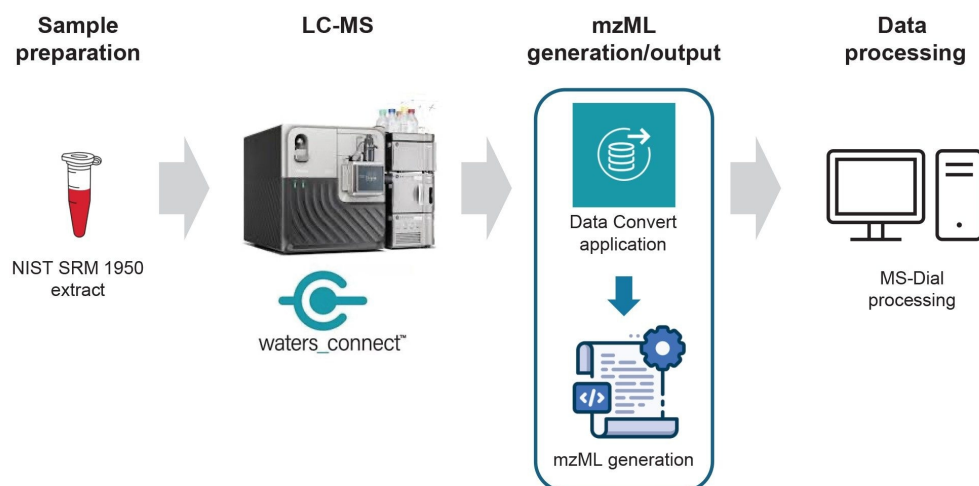 Sample
preparation
LC-MS
mzML
generation/output
Data
processing
NIST SRM 1950
extract
waters_connect™
Data Convert
application
</>
mzML generation
MS-Dial
processing